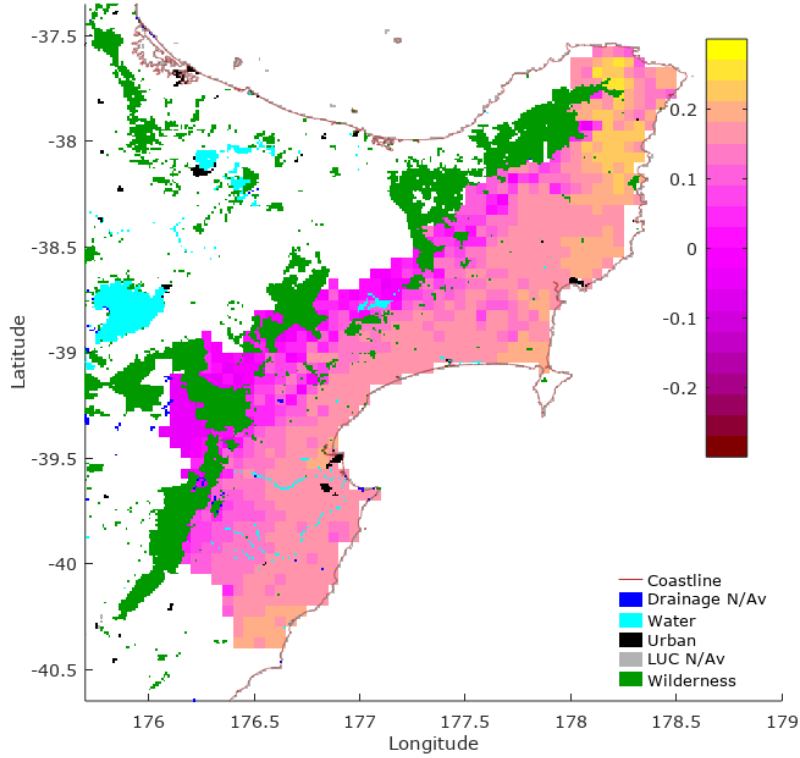 -37.5
-38
-38.5
-39
-39.5
-40
-40.5
Latitude
176
176.5
177
177.5
178
178.5
179
Longitude
0.2
0.1
0
-0.1
-0.2
Coastline
Drainage N/Av
Water
Urban
LUC N/Av
Wilderness